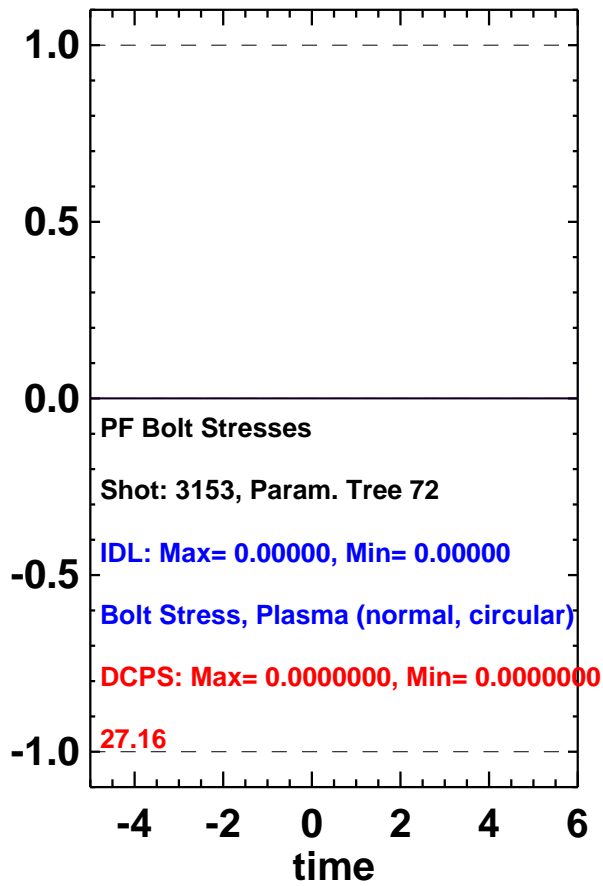 1.0
0.5
0.0
PF Bolt Stresses
Shot: 3153, Param. Tree 72
IDL: Max= 0.00000, Min= 0.00000
-0.5
Bolt Stress, Plasma (normal, circular)
DCPS: Max= 0.0000000, Min= 0.0000000
27.16
-1.0
-4 -2 0 2 4 6
time